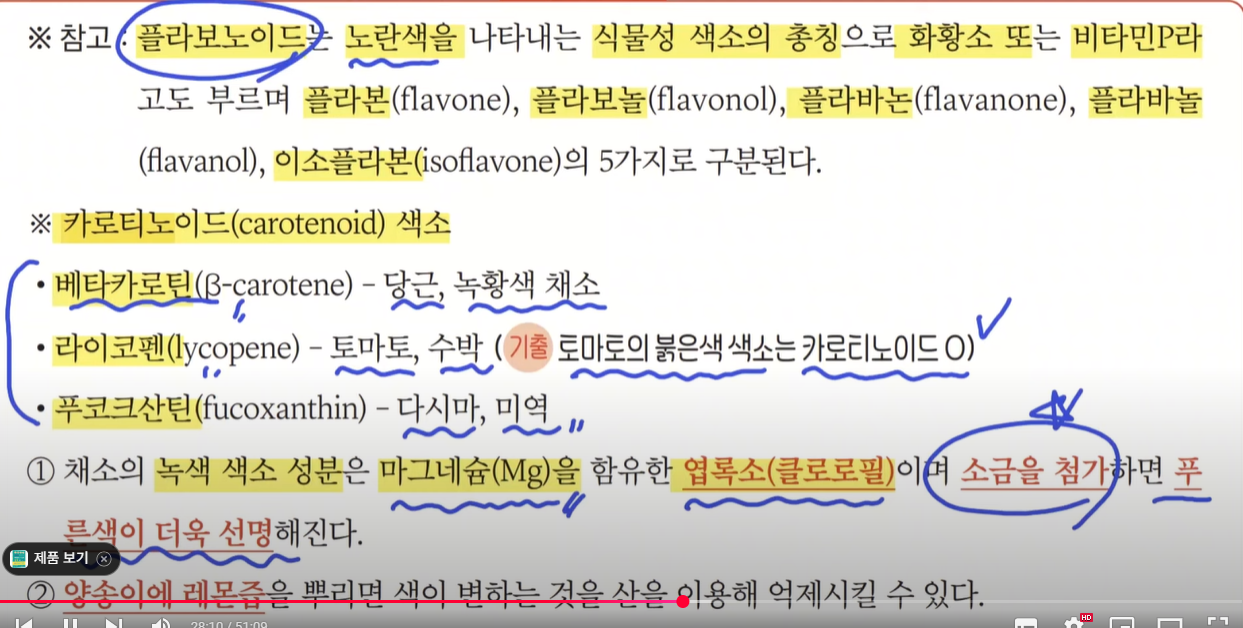 ※ 참고 : 플라보노이드는 노란색을 나타내는 식물성 색소의 총칭으로 화황소 또는 비타민P라
고도 부르며 플라본(flavone), 플라보놀(flavonol), 플라바논(flavanone), 플라바놀
(flavanol), 이소플라본(isoflavone)의 5가지로 구분된다.
※ 카로티노이드(carotenoid) 색소
• 베타카로틴(β-carotene) – 당근, 녹황색 채소
• 라이코펜(lycopene) – 토마토, 수박 (기출 토마토의 붉은색 색소는 카로티노이드 O)
• 푸코크산틴(fucoxanthin) – 다시마, 미역
① 채소의 녹색 색소 성분은 마그네슘(Mg)을 함유한 엽록소(클로로필)이며 소금을 첨가하면 푸
른색이 더욱 선명해진다.
제품 보기
② 양송이에 레몬즙을 뿌리면 색이 변하는 것을 산을 이용해 억제시킬 수 있다.
28:10 / 51:09
HD